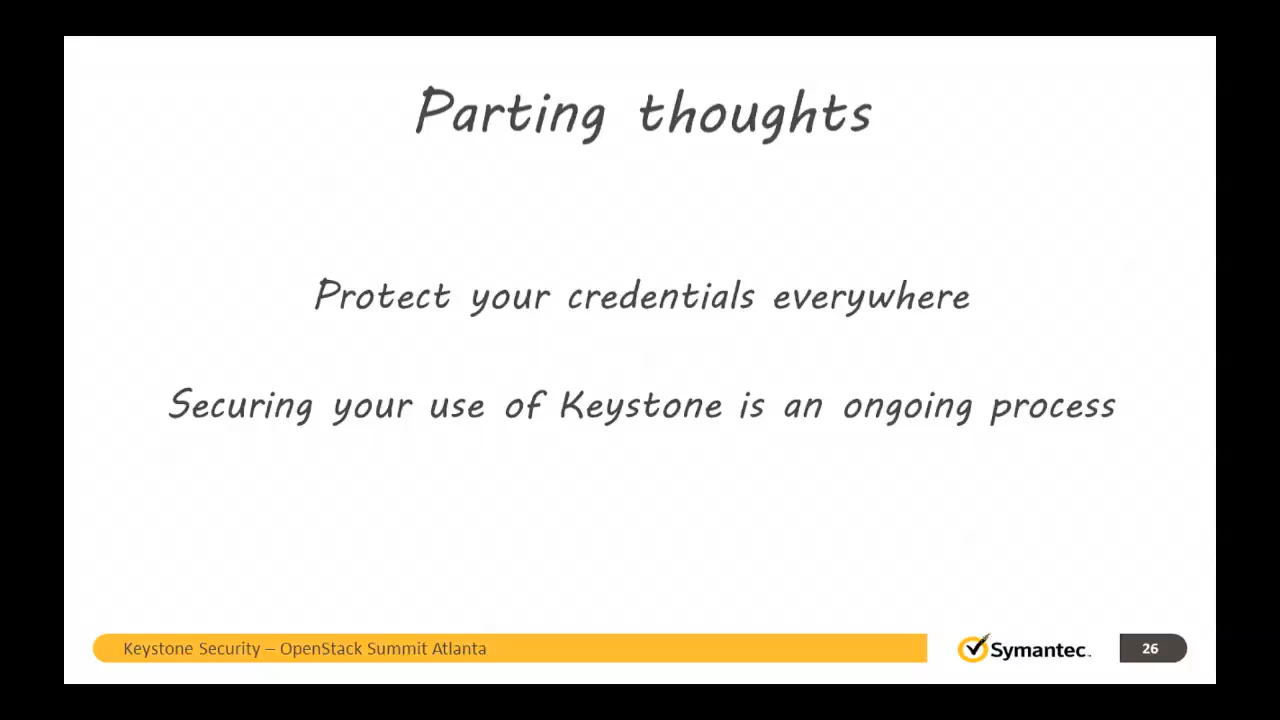 Parting thoughts
Protect your credentials everywhere
Securing your use of Keystone is an ongoing process
Keystone Security – OpenStack Summit Atlanta
Symantec™
26